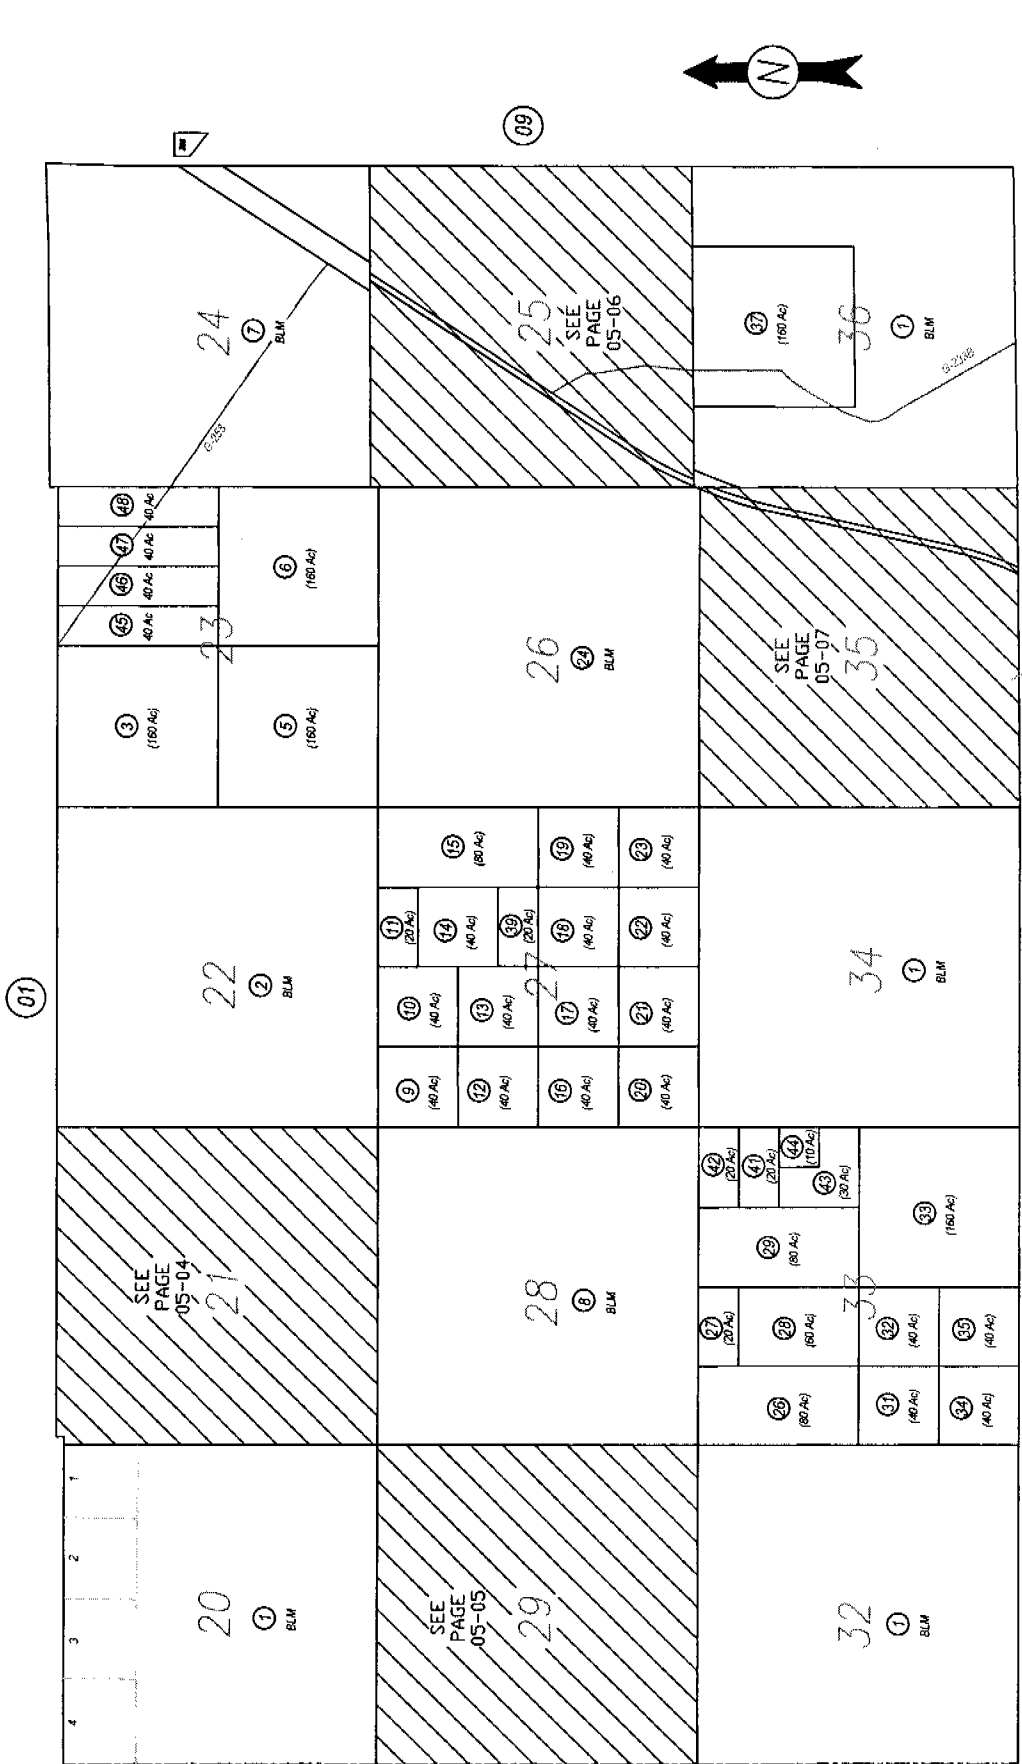 N
01
09
4
3
2
1
20
1
BLM
SEE
PAGE
05-04
21
22
2
BLM
3
(160 Ac)
45
40 Ac
46
40 Ac
47
40 Ac
48
40 Ac
23
5
(160 Ac)
6
(160 Ac)
G-253
24
7
BLM
SEE
PAGE
05-05
29
28
8
BLM
9
(40 Ac)
10
(40 Ac)
11
(20 Ac)
14
(40 Ac)
15
(80 Ac)
12
(40 Ac)
13
(40 Ac)
39
(20 Ac)
27
16
(40 Ac)
17
(40 Ac)
18
(40 Ac)
19
(40 Ac)
20
(40 Ac)
21
(40 Ac)
22
(40 Ac)
23
(40 Ac)
26
24
BLM
25
SEE
PAGE
05-06
32
1
BLM
26
(80 Ac)
27
(20 Ac)
28
(60 Ac)
29
(80 Ac)
42
(20 Ac)
41
(20 Ac)
44
(10 Ac)
43
(30 Ac)
33
31
(40 Ac)
32
(40 Ac)
33
(160 Ac)
34
(40 Ac)
35
(40 Ac)
34
1
BLM
SEE
PAGE
05-07
35
37
(160 Ac)
36
1
BLM
G-233B